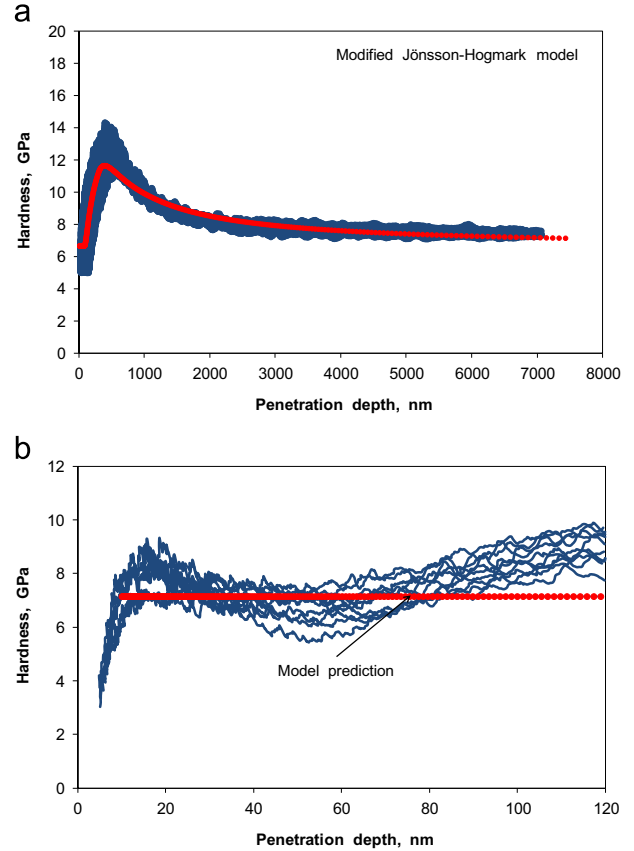 a
20
18
16
14
12
10
8
6
4
2
0
Hardness, GPa
Modified Jönsson-Hogmark model
0 1000 2000 3000 4000 5000 6000 7000 8000
Penetration depth, nm
b
12
10
8
6
4
2
0
Hardness, GPa
Model prediction
0 20 40 60 80 100 120
Penetration depth, nm